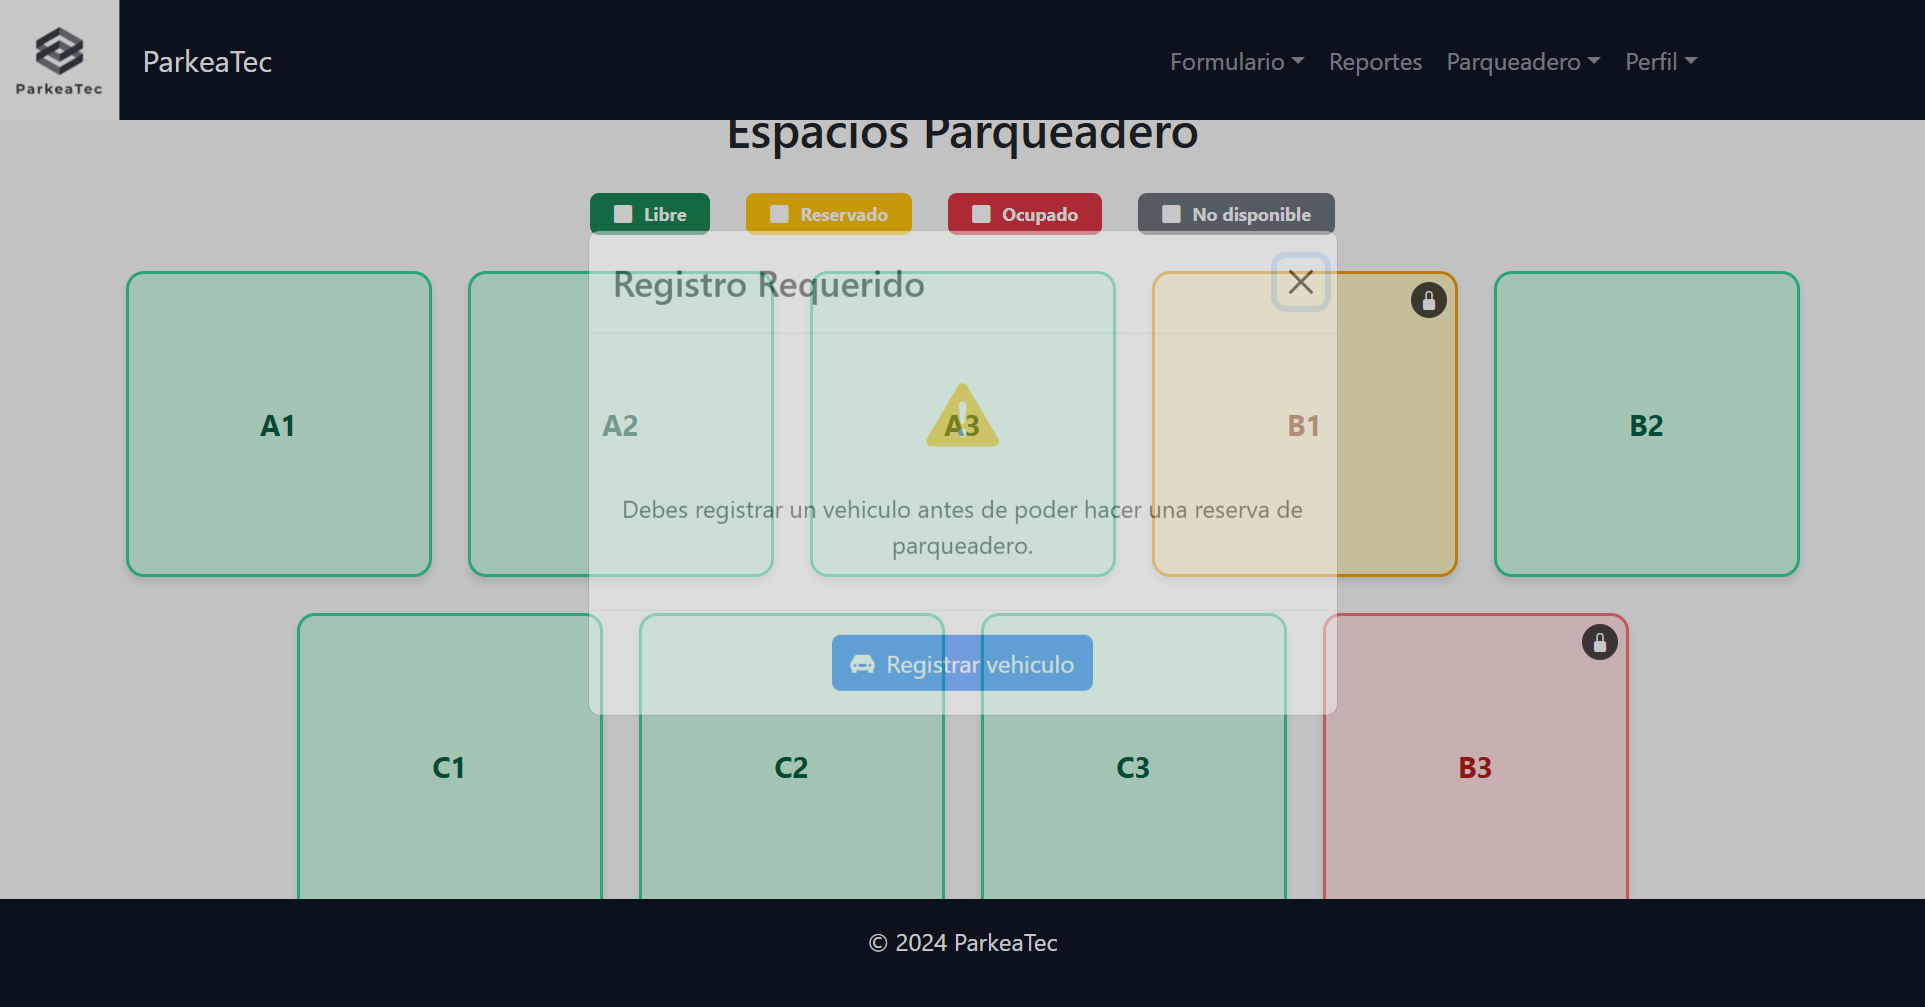 ParkeaTec
ParkeaTec
Formulario
Reportes
Parqueadero
Perfil
Espacios Parqueadero
Libre
Reservado
Ocupado
No disponible
Registro Requerido
A1
A2
A3
B1
B2
Debes registrar un vehiculo antes de poder hacer una reserva de
parqueadero.
Registrar vehiculo
C1
C2
C3
B3
© 2024 ParkeaTec